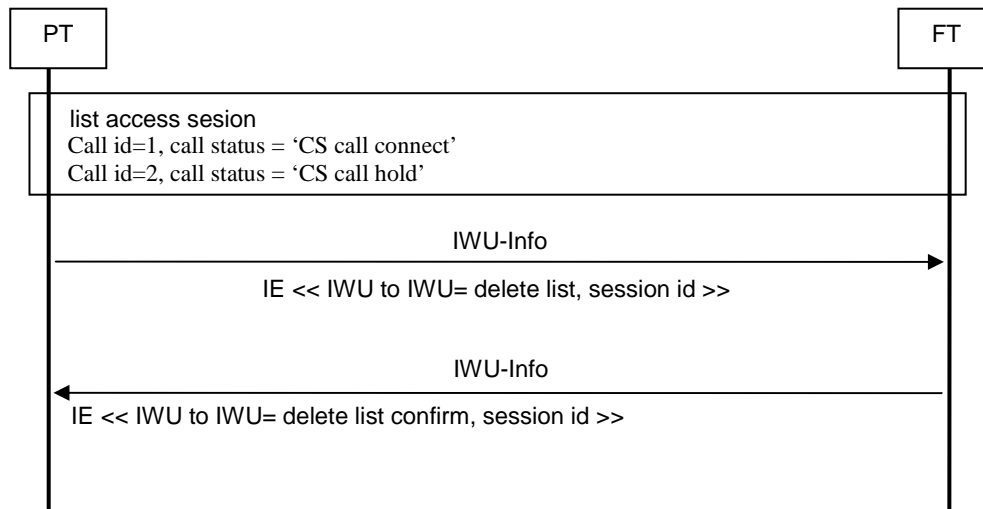 PT
FT
list access sesion
Call id=1, call status = ‘CS call connect’
Call id=2, call status = ‘CS call hold’
IWU-Info
IE << IWU to IWU= delete list, session id >>
IWU-Info
IE << IWU to IWU= delete list confirm, session id >>